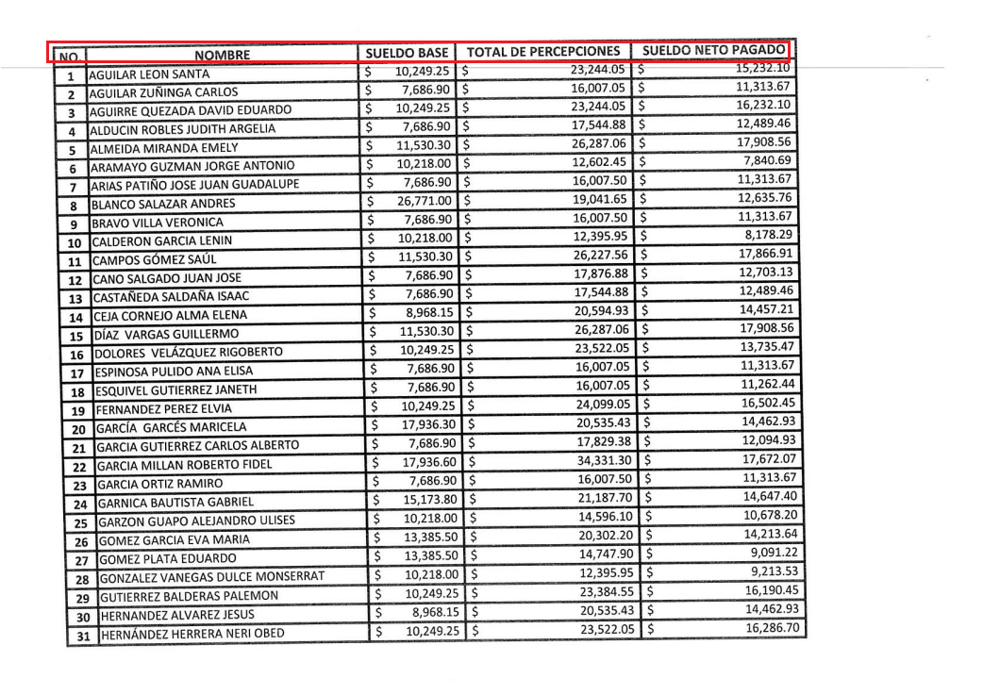 NO. NOMBRE SUELDO BASE TOTAL DE PERCEPCIONES SUELDO NETO PAGADO
1 AGUILAR LEON SANTA $ 10,249.25 $ 23,244.05 $ 15,232.10
2 AGUILAR ZUÑINGA CARLOS $ 7,686.90 $ 16,007.05 $ 11,313.67
3 AGUIRRE QUEZADA DAVID EDUARDO $ 10,249.25 $ 23,244.05 $ 16,232.10
4 ALDUCIN ROBLES JUDITH ARGELIA $ 7,686.90 $ 17,544.88 $ 12,489.46
5 ALMEIDA MIRANDA EMELY $ 11,530.30 $ 26,287.06 $ 17,908.56
6 ARAMAYO GUZMAN JORGE ANTONIO $ 10,218.00 $ 12,602.45 $ 7,840.69
7 ARIAS PATIÑO JOSE JUAN GUADALUPE $ 7,686.90 $ 16,007.50 $ 11,313.67
8 BLANCO SALAZAR ANDRES $ 26,771.00 $ 19,041.65 $ 12,635.76
9 BRAVO VILLA VERONICA $ 7,686.90 $ 16,007.50 $ 11,313.67
10 CALDERON GARCIA LENIN $ 10,218.00 $ 12,395.95 $ 8,178.29
11 CAMPOS GÓMEZ SAÚL $ 11,530.30 $ 26,227.56 $ 17,866.91
12 CANO SALGADO JUAN JOSE $ 7,686.90 $ 17,876.88 $ 12,703.13
13 CASTAÑEDA SALDAÑA ISAAC $ 7,686.90 $ 17,544.88 $ 12,489.46
14 CEJA CORNEJO ALMA ELENA $ 8,968.15 $ 20,594.93 $ 14,457.21
15 DÍAZ VARGAS GUILLERMO $ 11,530.30 $ 26,287.06 $ 17,908.56
16 DOLORES VELÁZQUEZ RIGOBERTO $ 10,249.25 $ 23,522.05 $ 13,735.47
17 ESPINOSA PULIDO ANA ELISA $ 7,686.90 $ 16,007.05 $ 11,313.67
18 ESQUIVEL GUTIERREZ JANETH $ 7,686.90 $ 16,007.05 $ 11,262.44
19 FERNANDEZ PEREZ ELVIA $ 10,249.25 $ 24,099.05 $ 16,502.45
20 GARCÍA GARCÉS MARICELA $ 17,936.30 $ 20,535.43 $ 14,462.93
21 GARCIA GUTIERREZ CARLOS ALBERTO $ 7,686.90 $ 17,829.38 $ 12,094.93
22 GARCIA MILLAN ROBERTO FIDEL $ 17,936.60 $ 34,331.30 $ 17,672.07
23 GARCIA ORTIZ RAMIRO $ 7,686.90 $ 16,007.50 $ 11,313.67
24 GARNICA BAUTISTA GABRIEL $ 15,173.80 $ 21,187.70 $ 14,647.40
25 GARZON GUAPO ALEJANDRO ULISES $ 10,218.00 $ 14,596.10 $ 10,678.20
26 GOMEZ GARCIA EVA MARIA $ 13,385.50 $ 20,302.20 $ 14,213.64
27 GOMEZ PLATA EDUARDO $ 13,385.50 $ 14,747.90 $ 9,091.22
28 GONZALEZ VANEGAS DULCE MONSERRAT $ 10,218.00 $ 12,395.95 $ 9,213.53
29 GUTIERREZ BALDERAS PALEMON $ 10,249.25 $ 23,384.55 $ 16,190.45
30 HERNANDEZ ALVAREZ JESUS $ 8,968.15 $ 20,535.43 $ 14,462.93
31 HERNÁNDEZ HERRERA NERI OBED $ 10,249.25 $ 23,522.05 $ 16,286.70